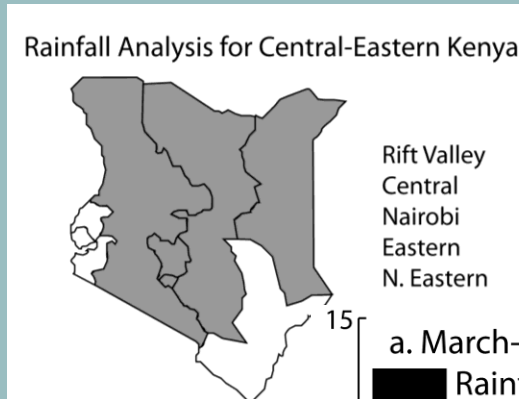 Rainfall Analysis for Central-Eastern Kenya
Rift Valley
Central
Nairobi
Eastern
N. Eastern
15
a. March-
Rain